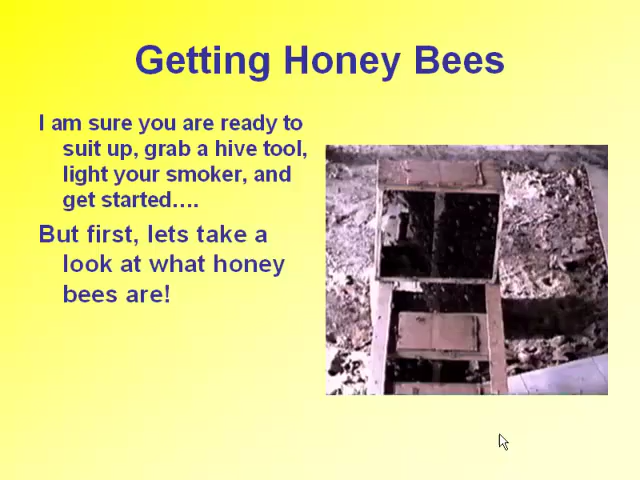 Getting Honey Bees
I am sure you are ready to
suit up, grab a hive tool,
light your smoker, and
get started….
But first, lets take a
look at what honey
bees are!